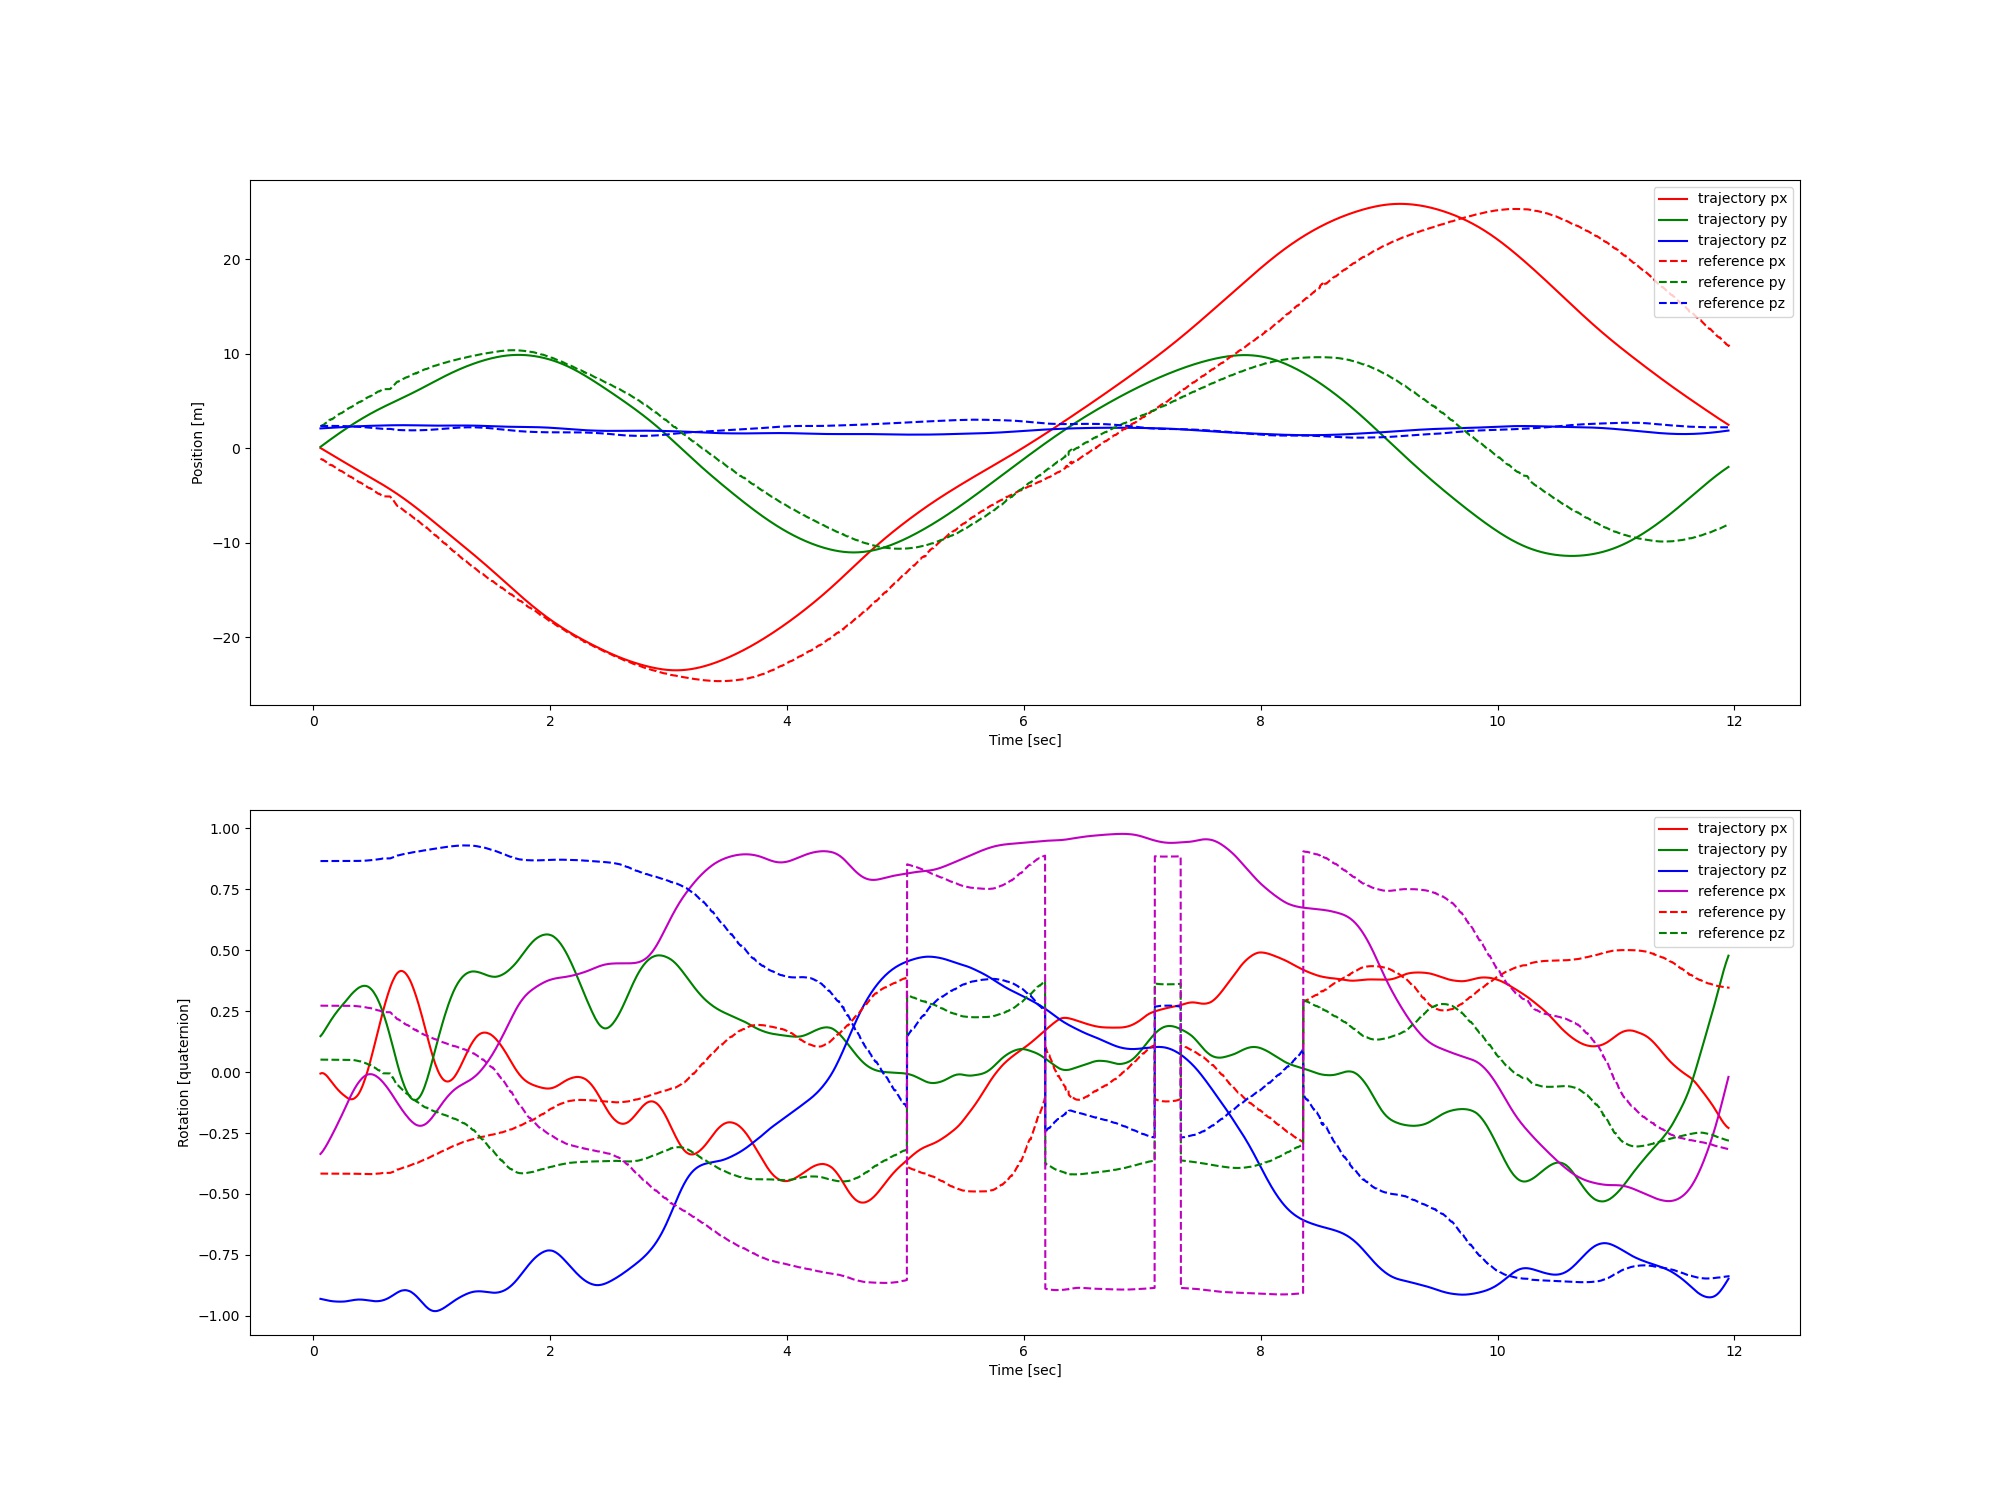 trajectory px
trajectory py
trajectory pz
reference px
reference py
reference pz
Position [m]
20
10
0
−10
−20
0 2 4 6 8 10 12
Time [sec]
trajectory px
trajectory py
trajectory pz
reference px
reference py
reference pz
Rotation [quaternion]
1.00
0.75
0.50
0.25
0.00
−0.25
−0.50
−0.75
−1.00
0 2 4 6 8 10 12
Time [sec]